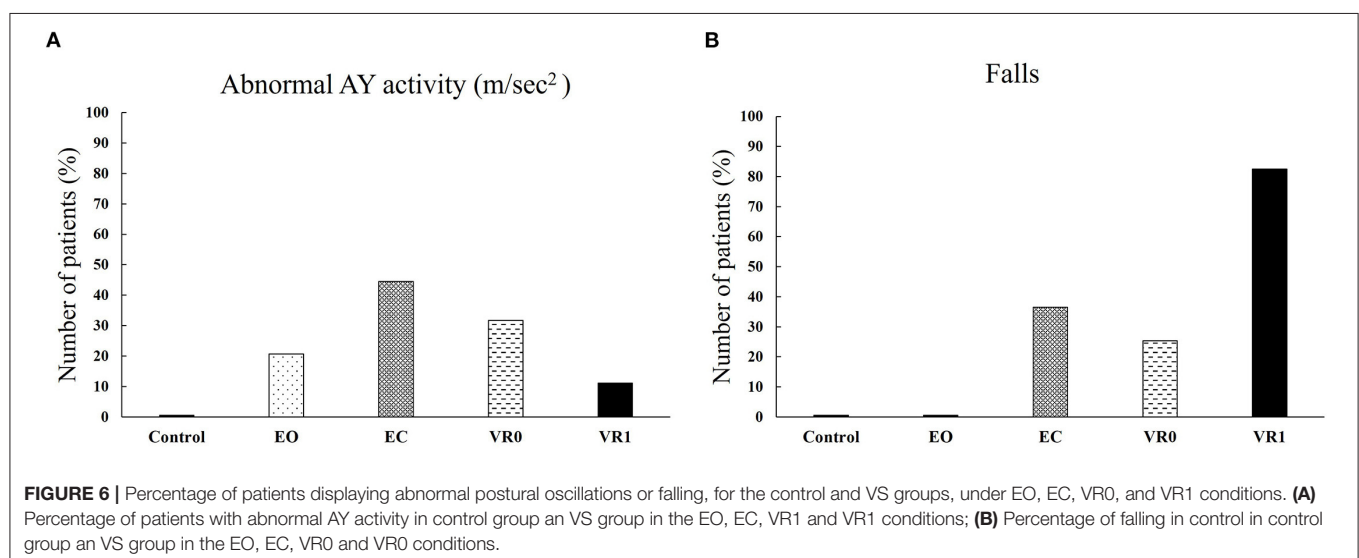 A
Abnormal AY activity (m/sec²)
Number of patients (%)
100
90
80
70
60
50
40
30
20
10
0
Control EO EC VR0 VR1
B
Falls
Number of patients (%)
100
90
80
70
60
50
40
30
20
10
0
Control EO EC VR0 VR1
FIGURE 6 | Percentage of patients displaying abnormal postural oscillations or falling, for the control and VS groups, under EO, EC, VR0, and VR1 conditions. (A)
Percentage of patients with abnormal AY activity in control group an VS group in the EO, EC, VR1 and VR1 conditions; (B) Percentage of falling in control in control
group an VS group in the EO, EC, VR0 and VR0 conditions.